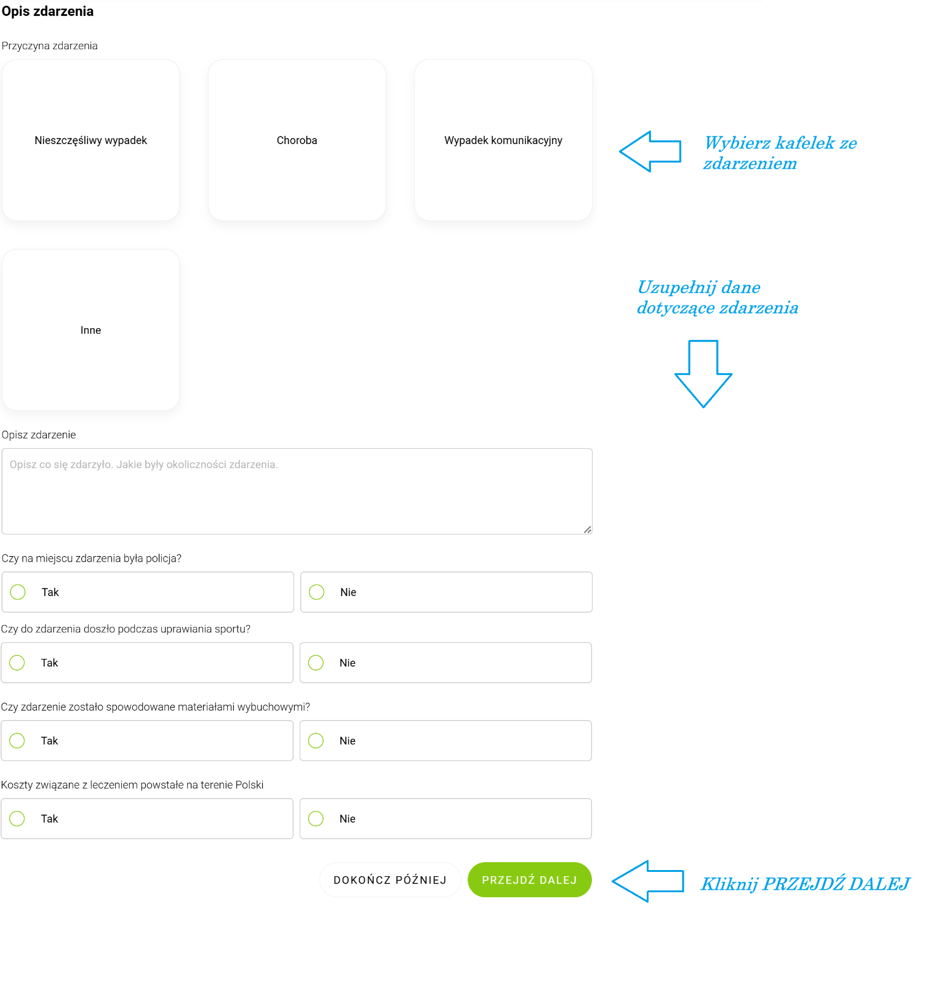 Opis zdarzenia
Przyczyna zdarzenia
Nieszczęśliwy wypadek
Choroba
Wypadek komunikacyjny
Wybierz kafelek ze
zdarzeniem
Inne
Uzupełnij dane
dotyczące zdarzenia
Opisz zdarzenie
Opisz co się zdarzyło. Jakie były okoliczności zdarzenia.
Czy na miejscu zdarzenia była policja?
Tak
Nie
Czy do zdarzenia doszło podczas uprawiania sportu?
Tak
Nie
Czy zdarzenie zostało spowodowane materiałami wybuchowymi?
Tak
Nie
Koszty związane z leczeniem powstałe na terenie Polski
Tak
Nie
DOKOŃCZ PÓŹNIEJ
PRZEJDŹ DALEJ
Kliknij PRZEJDŹ DALEJ